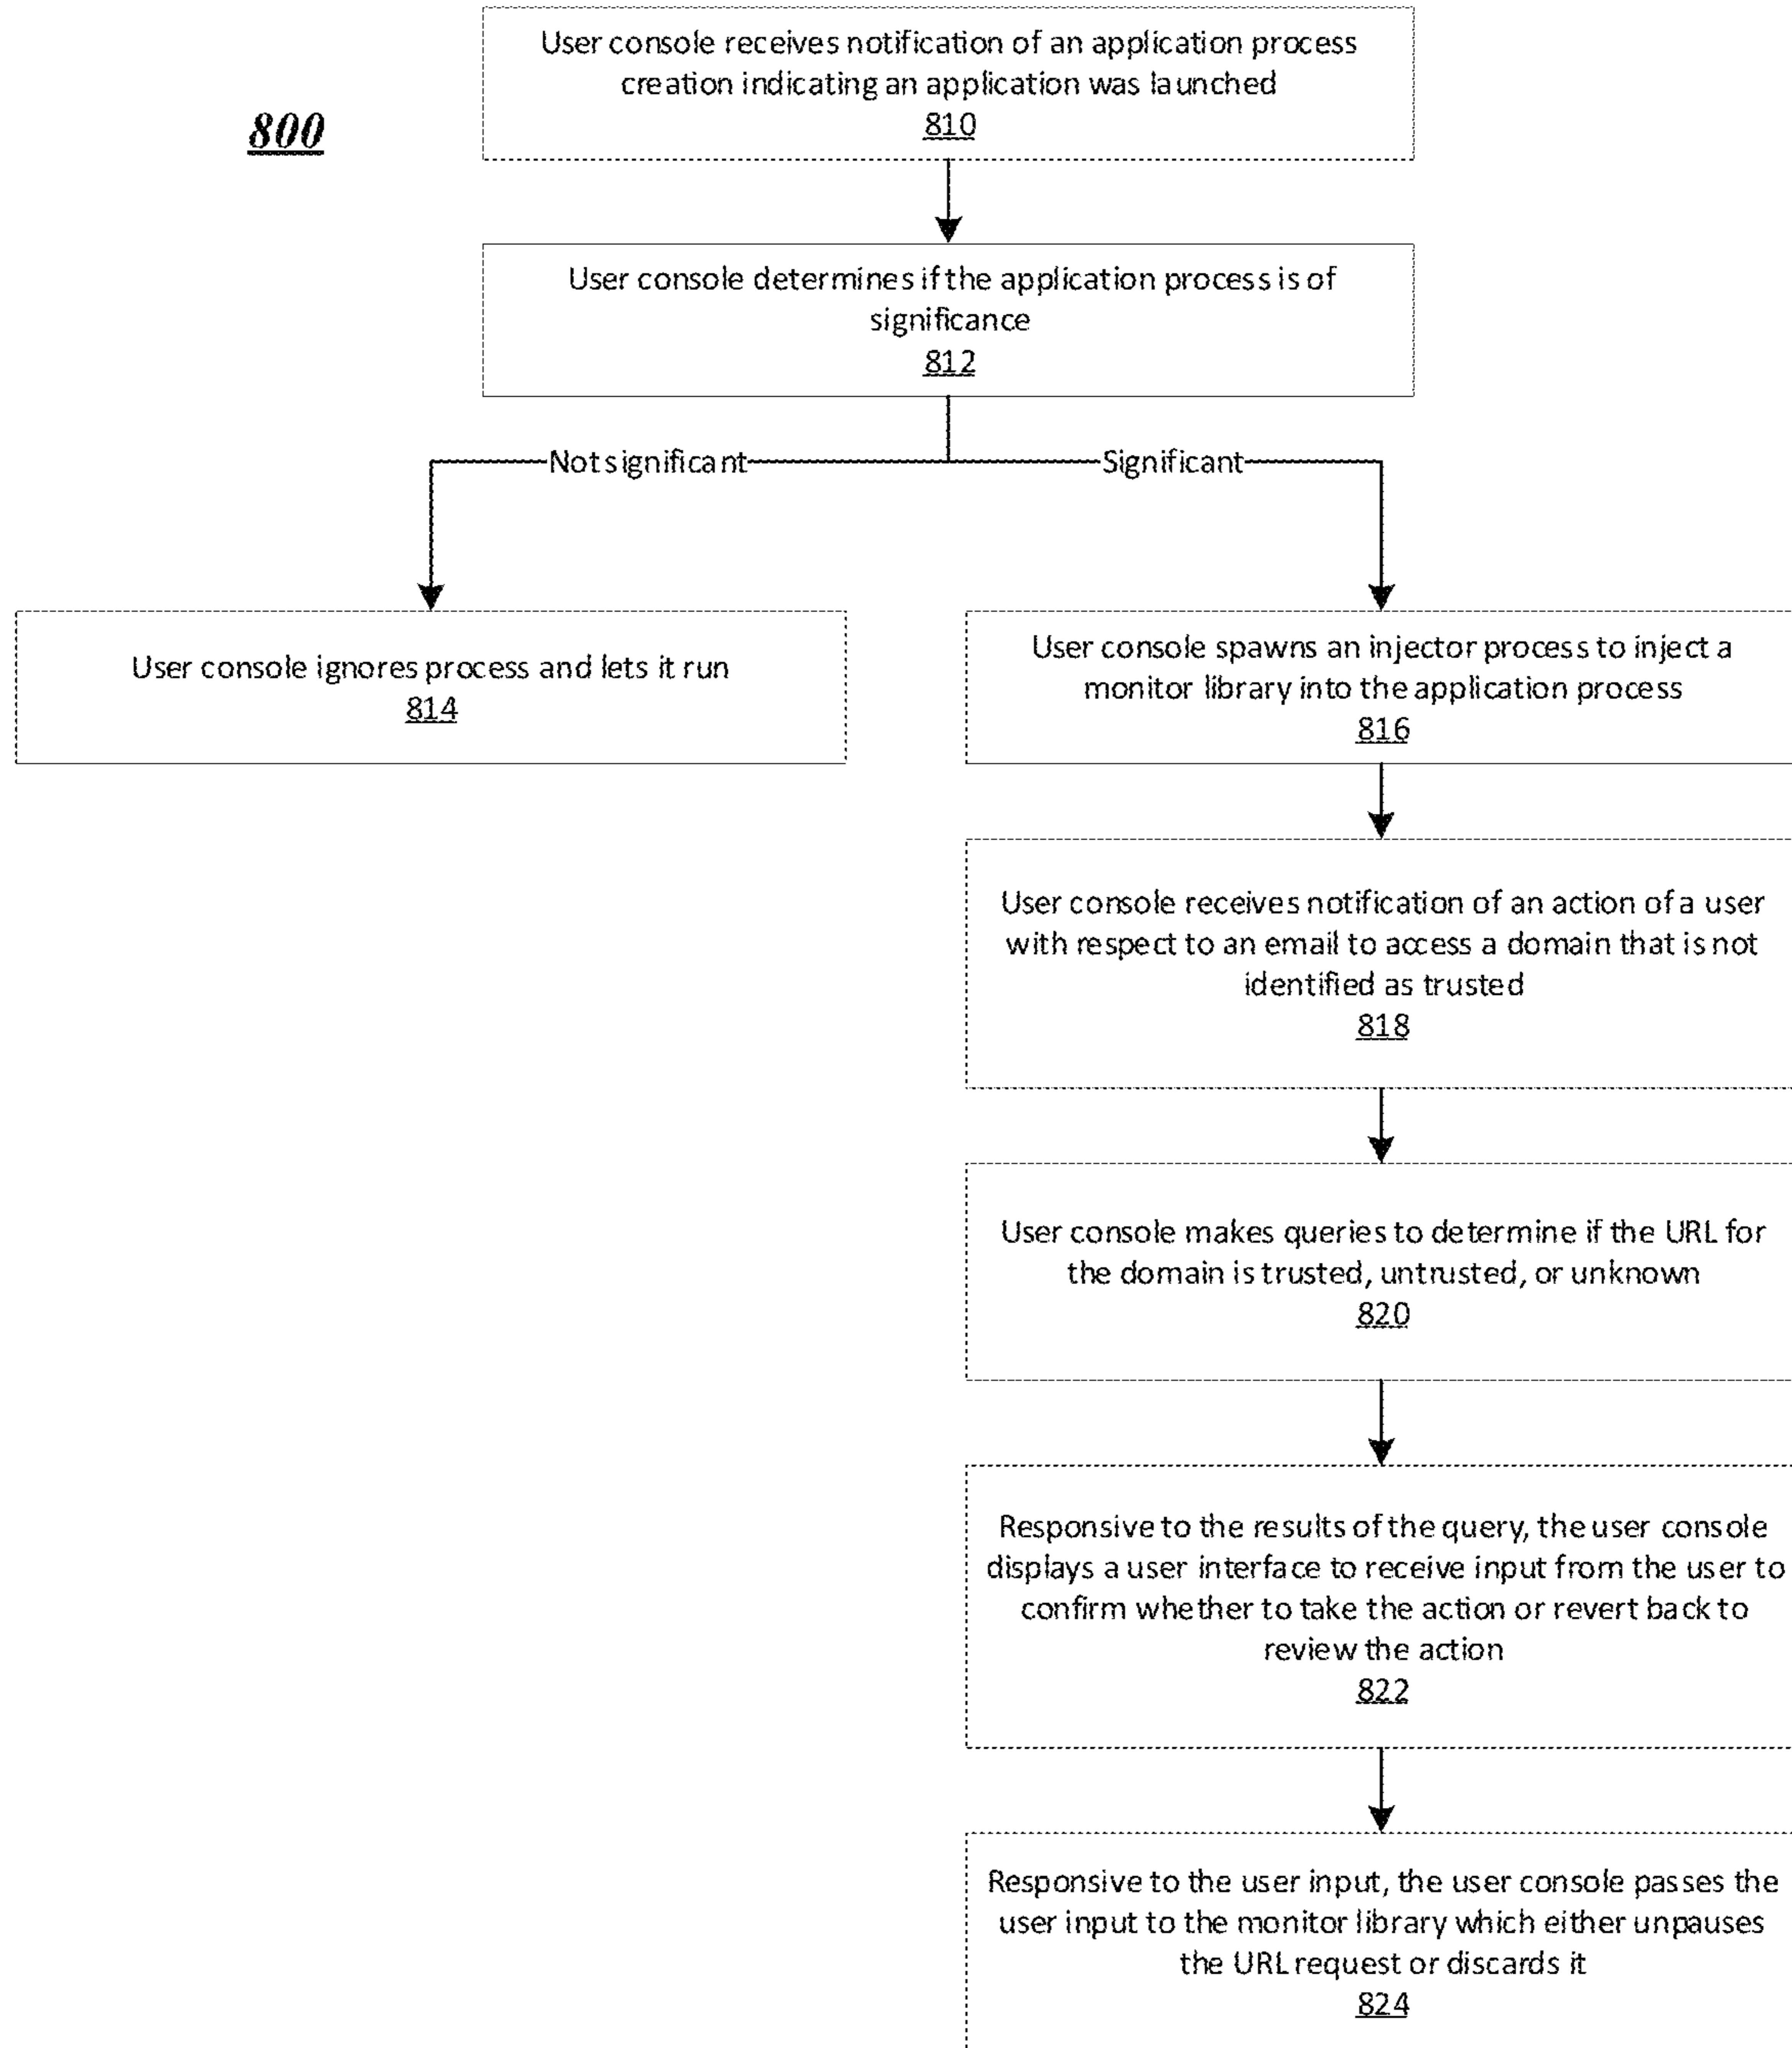 User console receives notification of an application process
creation indicating an application was launched
810
800
User console determines if the application process is of
significance
812
Not significant
Significant
User console ignores process and lets it run
814
User console spawns an injector process to inject a
monitor library into the application process
816
User console receives notification of an action of a user
with respect to an email to access a domain that is not
identified as trusted
818
User console makes queries to determine if the URL for
the domain is trusted, untrusted, or unknown
820
Responsive to the results of the query, the user console
displays a user interface to receive input from the user to
confirm whether to take the action or revert back to
review the action
822
Responsive to the user input, the user console passes the
user input to the monitor library which either unpauses
the URL request or discards it
824